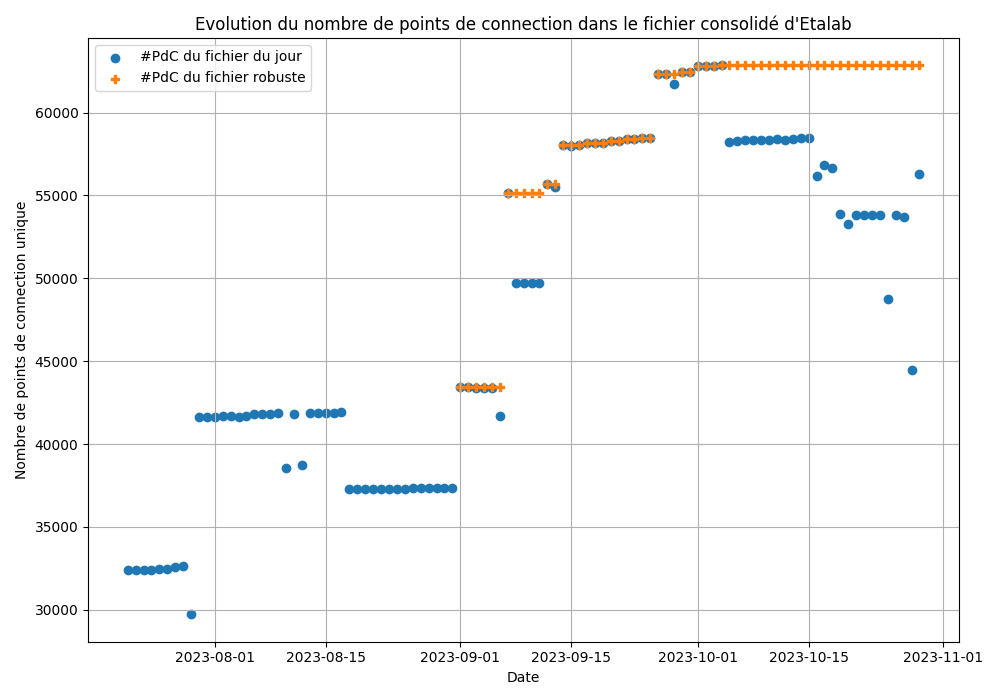 Evolution du nombre de points de connection dans le fichier consolidé d'Etalab
#PdC du fichier du jour
#PdC du fichier robuste
Nombre de points de connection unique
60000
55000
50000
45000
40000
35000
30000
2023-08-01
2023-08-15
2023-09-01
2023-09-15
2023-10-01
2023-10-15
2023-11-01
Date